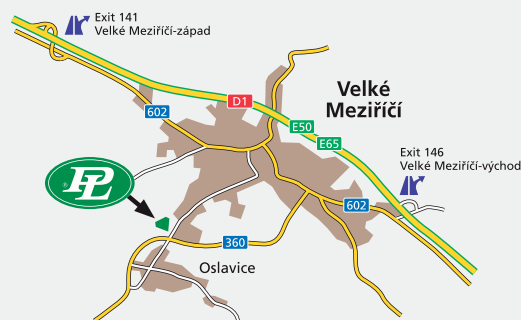 Exit 141
Velké Meziříčí-západ
D1
Velké
Meziříčí
602
E50
E65
Exit 146
Velké Meziříčí-východ
® PL
602
360
Oslavice